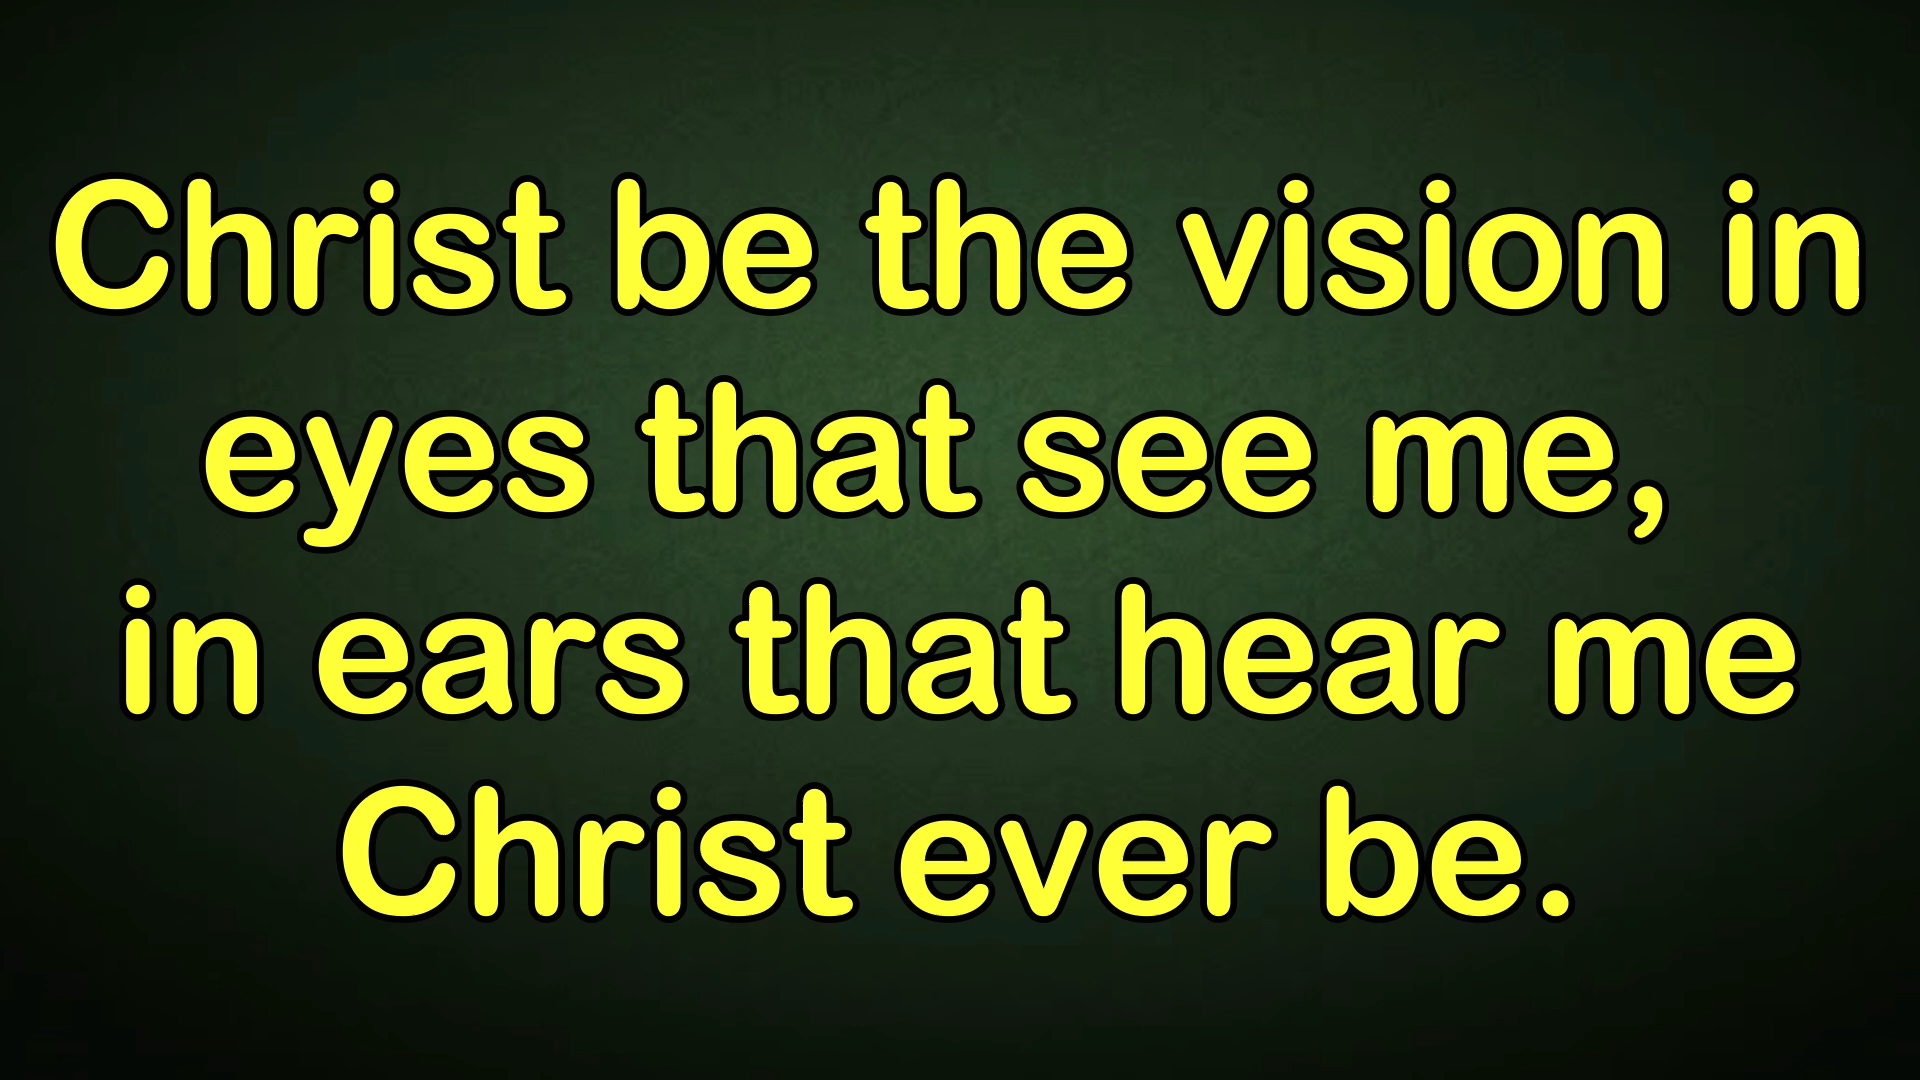 Christ be the vision in
eyes that see me,
in ears that hear me
Christ ever be.